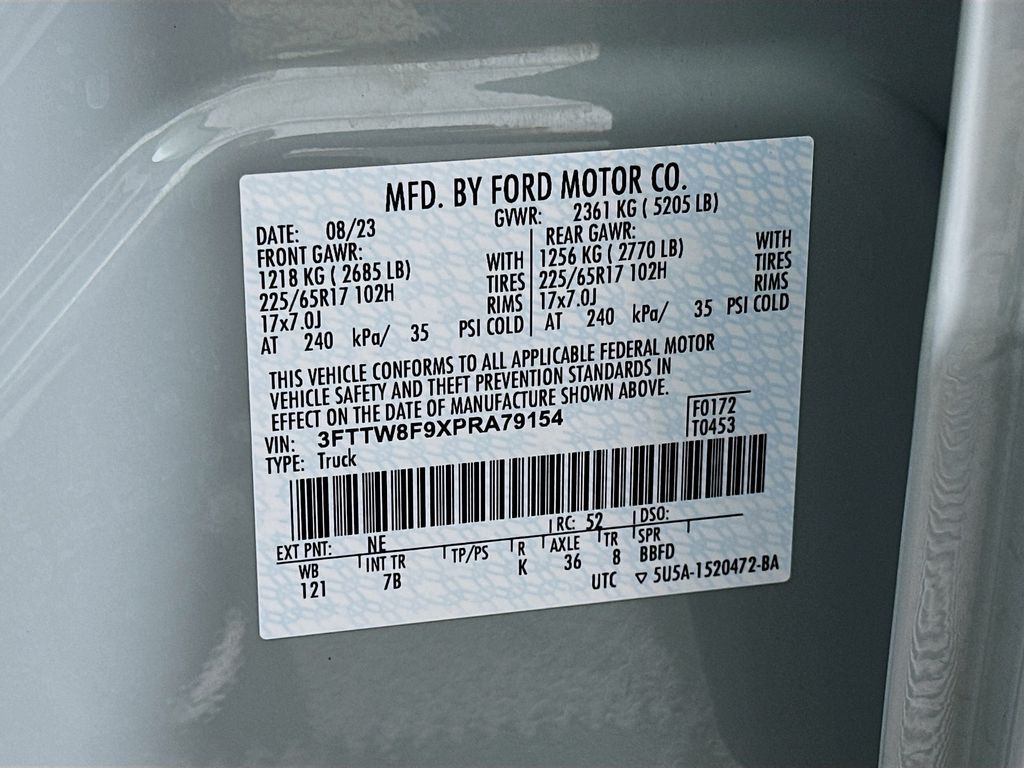 MFD. BY FORD MOTOR CO.
DATE: 08/23 GVWR: 2361 KG ( 5205 LB)
FRONT GAWR:
1218 KG ( 2685 LB) WITH
225/65R17 102H TIRES
17x7.0J RIMS
AT 240 kPa/ 35 PSI COLD
REAR GAWR:
1256 KG ( 2770 LB) WITH
225/65R17 102H TIRES
17x7.0J RIMS
AT 240 kPa/ 35 PSI COLD
THIS VEHICLE CONFORMS TO ALL APPLICABLE FEDERAL MOTOR
VEHICLE SAFETY AND THEFT PREVENTION STANDARDS IN
EFFECT ON THE DATE OF MANUFACTURE SHOWN ABOVE.
VIN: 3FTTW8F9XPRA79154
F0172
T0453
TYPE: Truck
EXT PNT: NE RC: 52 DSO:
WB INT TR TP/PS R AXLE TR SPR
121 7B K 36 8 BBFD
UTC ▽ 5U5A-1520472-BA